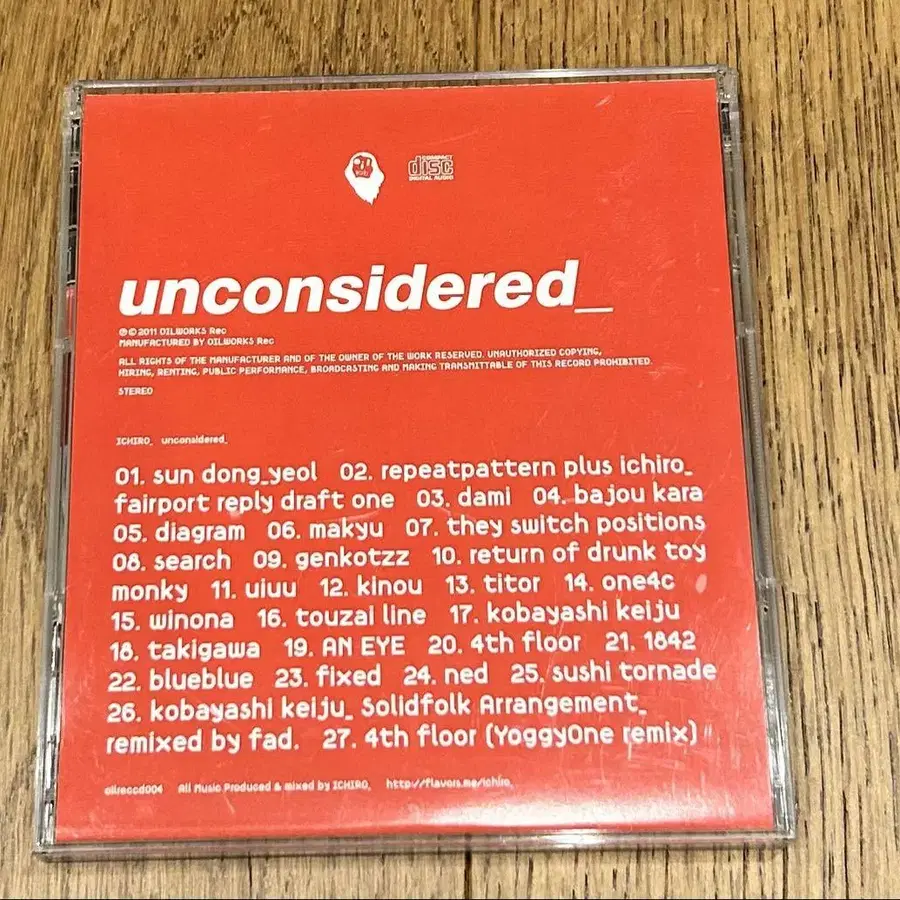 COMPACT
disc
DIGITAL AUDIO
unconsidered_
℗©2011 OILWORKS Rec
MANUFACTURED BY OILWORKS Rec
ALL RIGHTS OF THE MANUFACTURER AND OF THE OWNER OF THE WORK RESERVED. UNAUTHORIZED COPYING,
HIRING, RENTING, PUBLIC PERFORMANCE, BROADCASTING AND MAKING TRANSMITTABLE OF THIS RECORD PROHIBITED.
STEREO
ICHIRO_ unconsidered_
01. sun dong_yeol 02. repeatpattern plus ichiro_
fairport reply draft one 03. dami 04. bajou kara
05. diagram 06. makyu 07. they switch positions
08. search 09. genkotzz 10. return of drunk toy
monky 11. uiuu 12. kinou 13. titor 14. one4c
15. winona 16. touzai line 17. kobayashi keiju
18. takigawa 19. AN EYE 20. 4th floor 21. 1842
22. blueblue 23. fixed 24. ned 25. sushi tornade
26. kobayashi keiju_ Solidfolk Arrangement_
remixed by fad. 27. 4th floor (YoggyOne remix) "
oilreccd004 All Music Produced & mixed by ICHIRO_ http://flavors.me/ichiro_